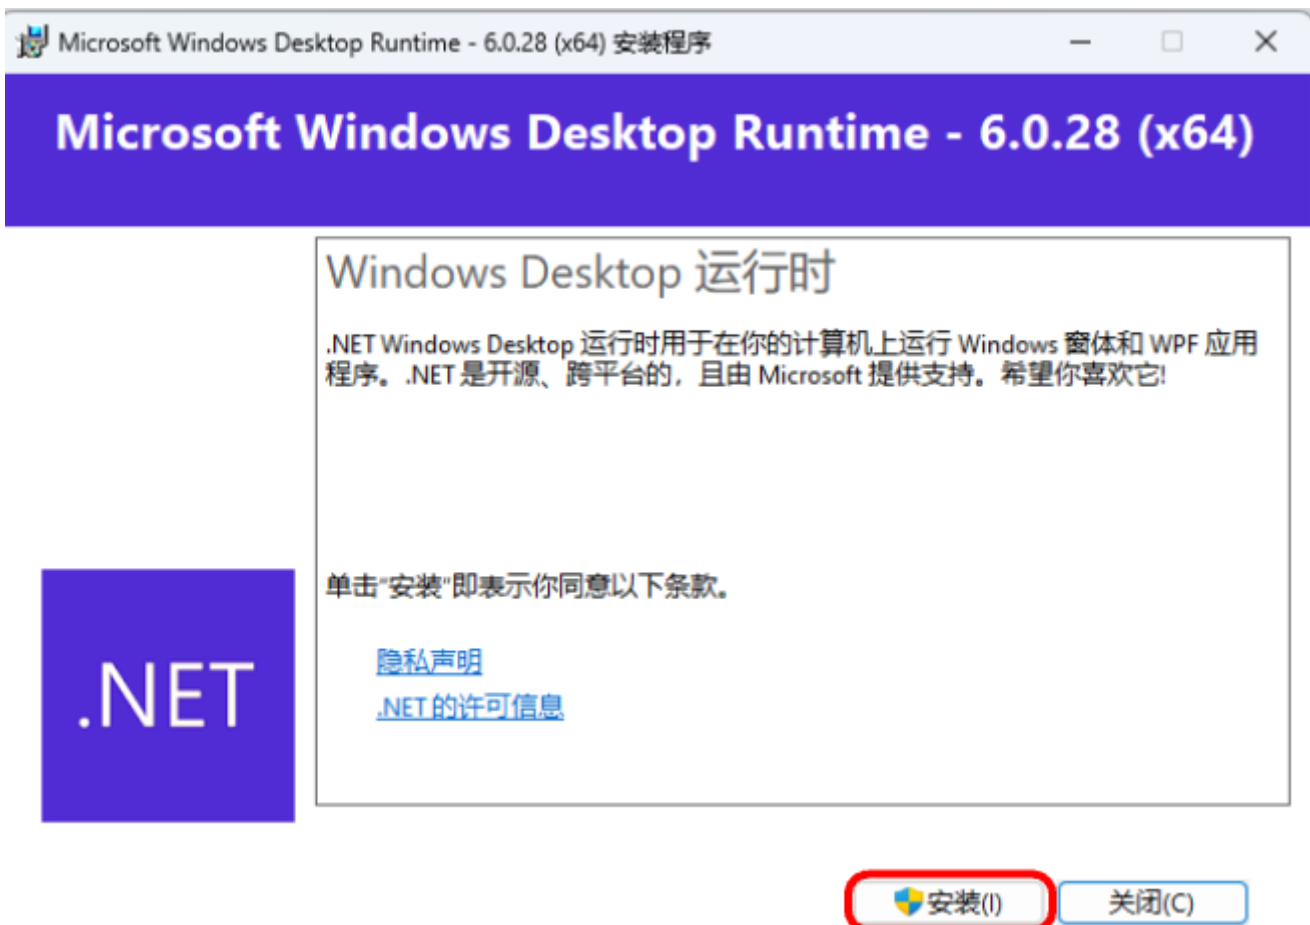 Microsoft Windows Desktop Runtime - 6.0.28 (x64) 安装程序
Microsoft Windows Desktop Runtime - 6.0.28 (x64)
Windows Desktop 运行时
.NET Windows Desktop 运行时用于在你的计算机上运行 Windows 窗体和 WPF 应用
程序。.NET 是开源、跨平台的，且由 Microsoft 提供支持。希望你喜欢它!
单击"安装"即表示你同意以下条款。
隐私声明
.NET 的许可信息
.NET
安装(I)
关闭(C)